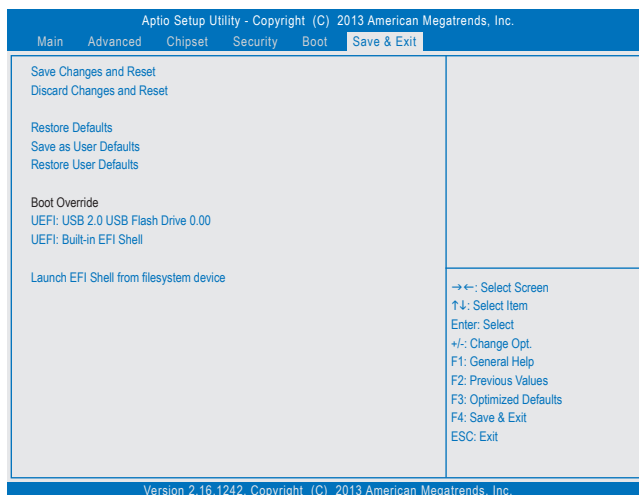 Aptio Setup Utility - Copyright (C) 2013 American Megatrends, Inc.
Main Advanced Chipset Security Boot Save & Exit
Save Changes and Reset
Discard Changes and Reset
Restore Defaults
Save as User Defaults
Restore User Defaults
Boot Override
UEFI: USB 2.0 USB Flash Drive 0.00
UEFI: Built-in EFI Shell
Launch EFI Shell from filesystem device
→←: Select Screen
↑↓: Select Item
Enter: Select
+/-: Change Opt.
F1: General Help
F2: Previous Values
F3: Optimized Defaults
F4: Save & Exit
ESC: Exit
Version 2.16.1242. Copyright (C) 2013 American Megatrends, Inc.